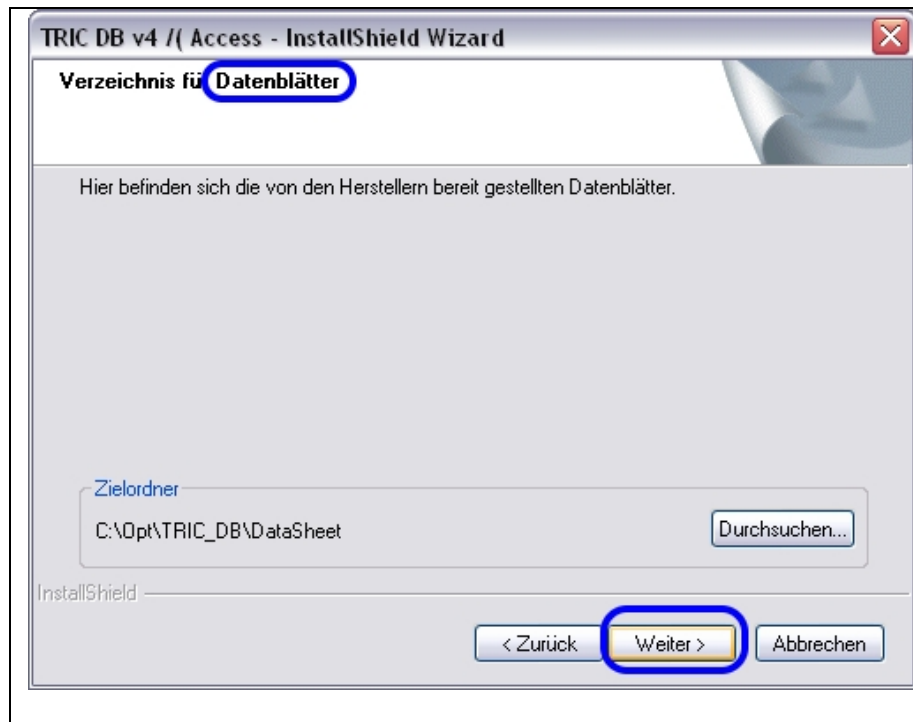 TRIC DB v4 /( Access - InstallShield Wizard
Verzeichnis fü Datenblätter
Hier befinden sich die von den Herstellern bereit gestellten Datenblätter.
Zielordner
C:\Opt\TRIC_DB\DataSheet
Durchsuchen...
InstallShield
< Zurück
Weiter >
Abbrechen